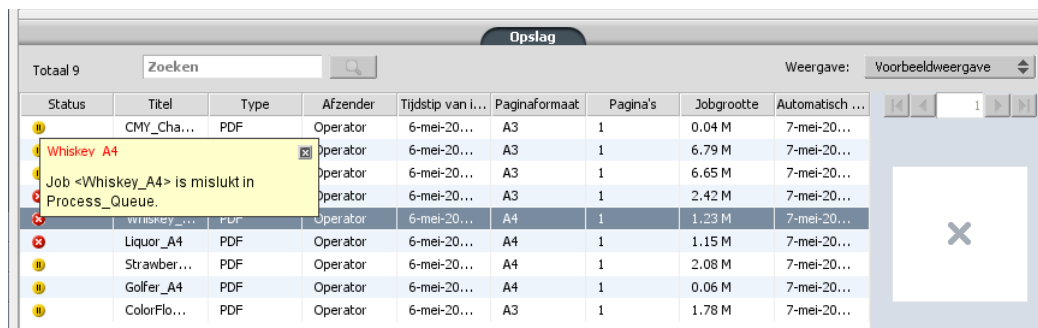 Opslag
Totaal 9 Zoeken Weergave: Voorbeeldweergave
Status Titel Type Afzender Tijdstip van i... Paginaformaat Pagina's Jobgrootte Automatisch ... 1
CMY_Cha... PDF Operator 6-mei-20... A3 1 0.04 M 7-mei-20...
Whiskey_A4 Operator 6-mei-20... A3 1 6.79 M 7-mei-20...
Job <Whiskey_A4> is mislukt in Operator 6-mei-20... A3 1 6.65 M 7-mei-20...
Process_Queue. Operator 6-mei-20... A3 1 2.42 M 7-mei-20...
Whiskey_... PDF Operator 6-mei-20... A4 1 1.23 M 7-mei-20...
Liquor_A4 PDF Operator 6-mei-20... A4 1 1.15 M 7-mei-20...
Strawber... PDF Operator 6-mei-20... A4 1 2.08 M 7-mei-20...
Golfer_A4 PDF Operator 6-mei-20... A4 1 0.06 M 7-mei-20...
ColorFlo... PDF Operator 6-mei-20... A3 1 1.78 M 7-mei-20...